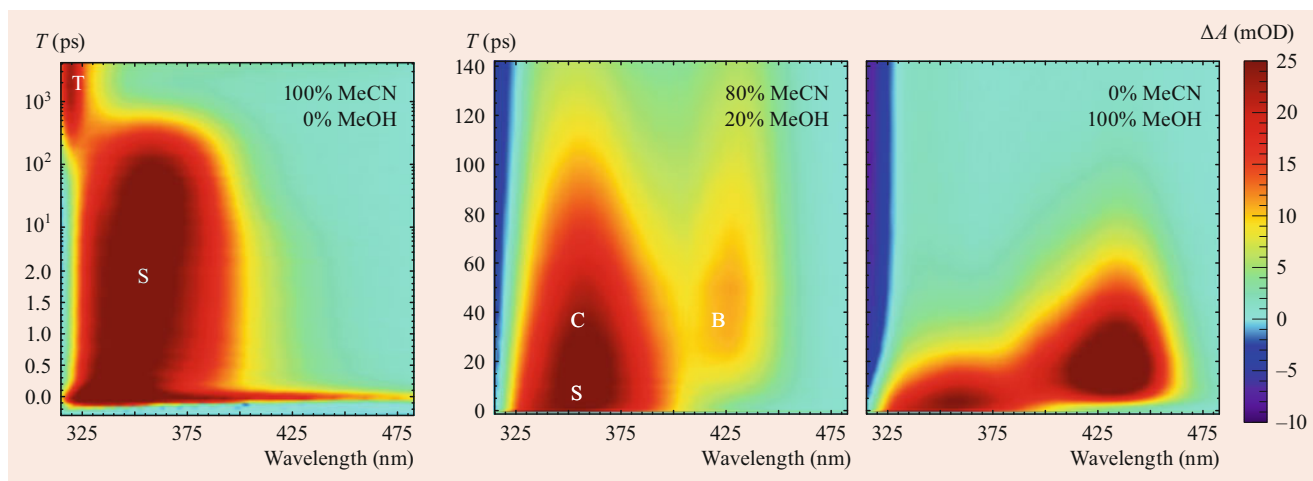 T (ps)
10³
10²
10¹
2.0
1.5
1.0
0.5
0.0
T
S
100% MeCN
0% MeOH
325 375 425 475
Wavelength (nm)
T (ps)
140
120
100
80
60
40
20
0
80% MeCN
20% MeOH
C
B
S
325 375 425 475
Wavelength (nm)
0% MeCN
100% MeOH
325 375 425 475
Wavelength (nm)
ΔA (mOD)
25
20
15
10
5
0
–5
–10